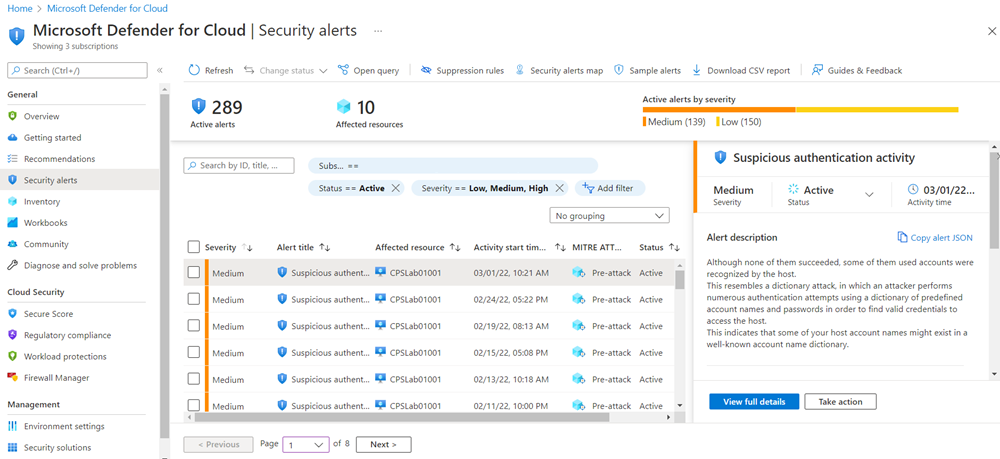 Home > Microsoft Defender for Cloud
Microsoft Defender for Cloud | Security alerts ...
Showing 3 subscriptions
Search (Ctrl+/)
«
General
Overview
Getting started
Recommendations
Security alerts
Inventory
Workbooks
Community
Diagnose and solve problems
Cloud Security
Secure Score
Regulatory compliance
Workload protections
Firewall Manager
Management
Environment settings
Security solutions
Refresh Change status Open query Suppression rules Security alerts map Sample alerts Download CSV report Guides & Feedback
289
Active alerts
10
Affected resources
Active alerts by severity
Medium (139) Low (150)
Search by ID, title, ...
Subs... ==
Status == Active
Severity == Low, Medium, High
Add filter
No grouping
Severity Alert title Affected resource Activity start tim... MITRE ATT... Status
Medium Suspicious authent... CPSLab01001 03/01/22, 10:21 AM Pre-attack Active
Medium Suspicious authent... CPSLab01001 02/24/22, 05:22 PM Pre-attack Active
Medium Suspicious authent... CPSLab01001 02/19/22, 08:13 AM Pre-attack Active
Medium Suspicious authent... CPSLab01001 02/15/22, 05:08 PM Pre-attack Active
Medium Suspicious authent... CPSLab01001 02/13/22, 10:18 AM Pre-attack Active
Medium Suspicious authent... CPSLab01001 02/11/22, 10:00 PM Pre-attack Active
< Previous Page 1 of 8 Next >
Suspicious authentication activity
Medium
Severity
Active
Status
03/01/22...
Activity time
Alert description
Copy alert JSON
Although none of them succeeded, some of them used accounts were
recognized by the host.
This resembles a dictionary attack, in which an attacker performs
numerous authentication attempts using a dictionary of predefined
account names and passwords in order to find valid credentials to
access the host.
This indicates that some of your host account names might exist in a
well-known account name dictionary.
View full details
Take action